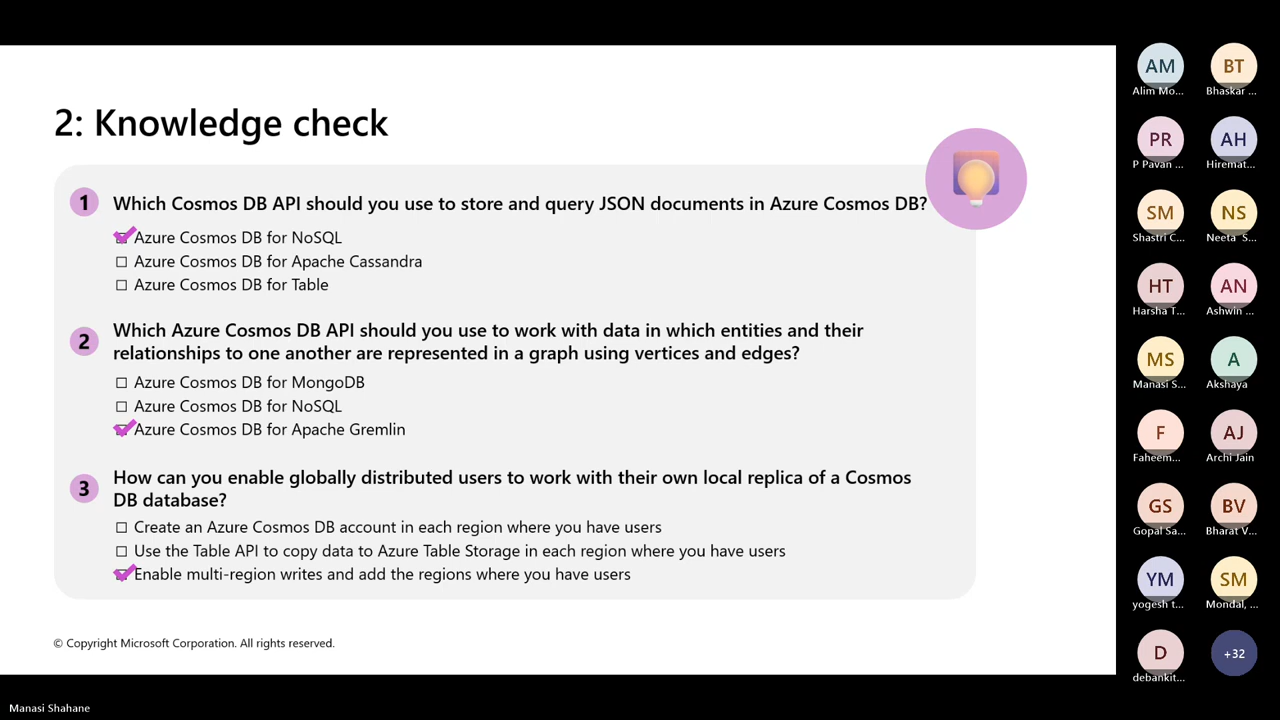 2: Knowledge check
1
Which Cosmos DB API should you use to store and query JSON documents in Azure Cosmos DB?
Azure Cosmos DB for NoSQL
Azure Cosmos DB for Apache Cassandra
Azure Cosmos DB for Table
2
Which Azure Cosmos DB API should you use to work with data in which entities and their
relationships to one another are represented in a graph using vertices and edges?
Azure Cosmos DB for MongoDB
Azure Cosmos DB for NoSQL
Azure Cosmos DB for Apache Gremlin
3
How can you enable globally distributed users to work with their own local replica of a Cosmos
DB database?
Create an Azure Cosmos DB account in each region where you have users
Use the Table API to copy data to Azure Table Storage in each region where you have users
Enable multi-region writes and add the regions where you have users
© Copyright Microsoft Corporation. All rights reserved.
AM
Alim Mo...
BT
Bhaskar ...
PR
P Pavan ...
AH
Hiremat...
SM
Shastri C...
NS
Neeta S...
HT
Harsha T...
AN
Ashwin ...
MS
Manasi S...
A
Akshaya
F
Faheem...
AJ
Archi Jain
GS
Gopal Sa...
BV
Bharat V...
YM
yogesh t...
SM
Mondal, ...
D
debankit...
+32
Manasi Shahane